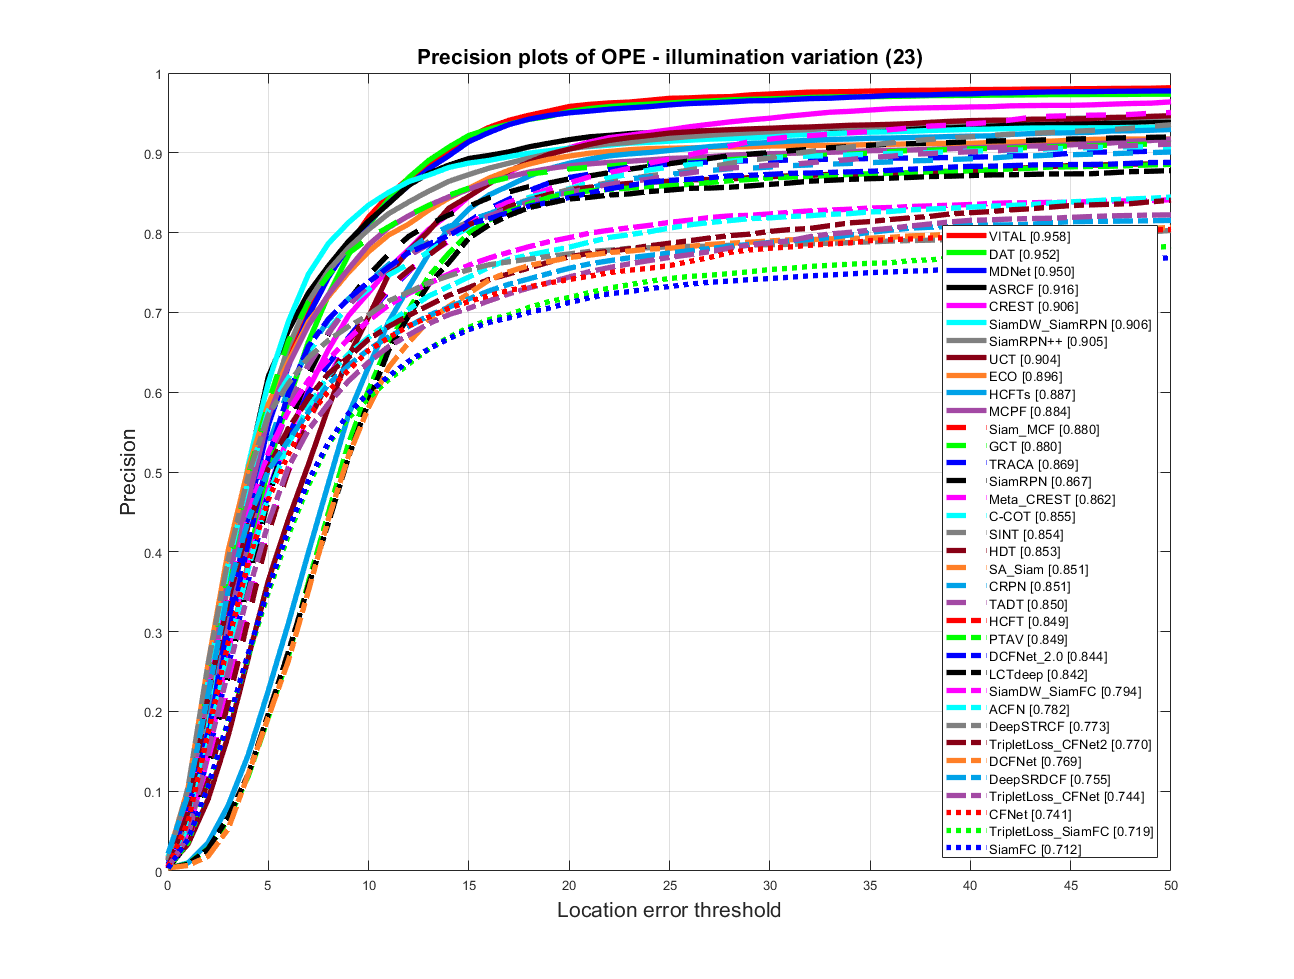 Precision plots of OPE - illumination variation (23)
1
0.9
0.8
0.7
0.6
0.5
0.4
0.3
0.2
0.1
0
Precision
VITAL [0.958]
DAT [0.952]
MDNet [0.950]
ASRCF [0.916]
CREST [0.906]
SiamDW_SiamRPN [0.906]
SiamRPN++ [0.905]
UCT [0.904]
ECO [0.896]
HCFTs [0.887]
MCPF [0.884]
Siam_MCF [0.880]
GCT [0.880]
TRACA [0.869]
SiamRPN [0.867]
Meta_CREST [0.862]
C-COT [0.855]
SINT [0.854]
HDT [0.853]
SA_Siam [0.851]
CRPN [0.851]
TADT [0.850]
HCFT [0.849]
PTAV [0.849]
DCFNet_2.0 [0.844]
LCTdeep [0.842]
SiamDW_SiamFC [0.794]
ACFN [0.782]
DeepSTRCF [0.773]
TripletLoss_CFNet2 [0.770]
DCFNet [0.769]
DeepSRDCF [0.755]
TripletLoss_CFNet [0.744]
CFNet [0.741]
TripletLoss_SiamFC [0.719]
SiamFC [0.712]
0 5 10 15 20 25 30 35 40 45 50
Location error threshold